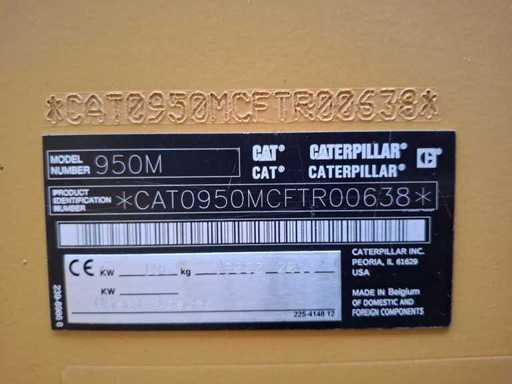 *CAT0950MCFTR00638*
MODEL NUMBER 950M
CAT® CATERPILLAR®
CAT® CATERPILLAR®
PRODUCT IDENTIFICATION NUMBER *CAT0950MCFTR00638*
CE KW kg
KW
CATERPILLAR INC.
PEORIA, IL 61629
USA
MADE IN Belgium
OF DOMESTIC AND
FOREIGN COMPONENTS
225-4148 12